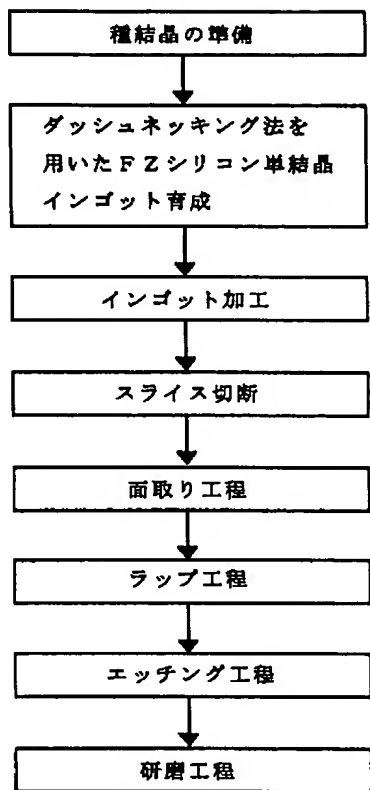 種結晶の準備
ダッシュネッキング法を
用いたＦＺシリコン単結晶
インゴット育成
インゴット加工
スライス切断
面取り工程
ラップ工程
エッチング工程
研磨工程